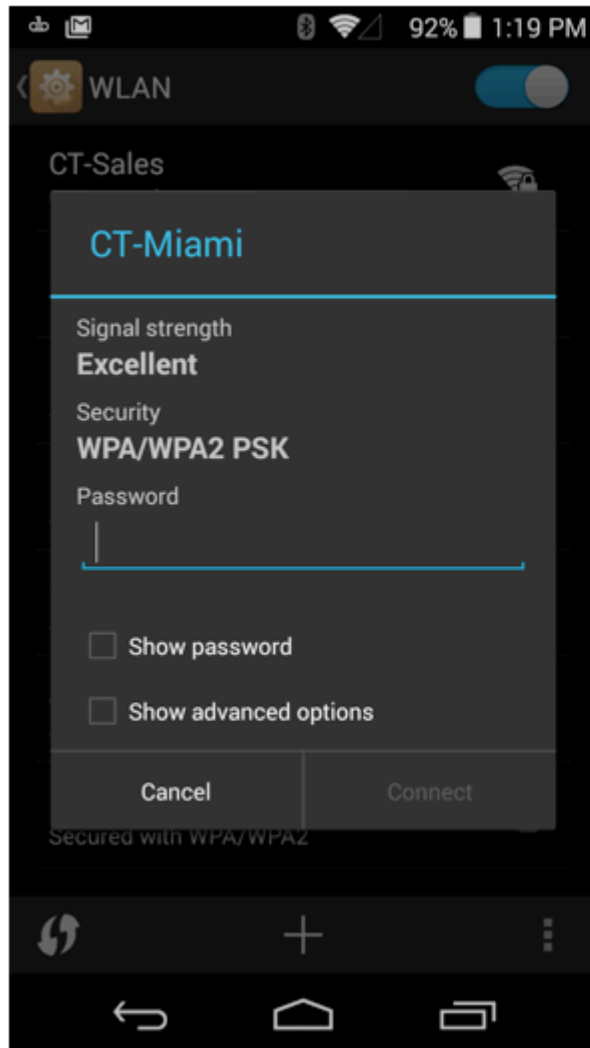 92% 1:19 PM
WLAN
CT-Sales
CT-Miami
Signal strength
Excellent
Security
WPA/WPA2 PSK
Password
Show password
Show advanced options
Cancel Connect
Secured with WPA/WPA2